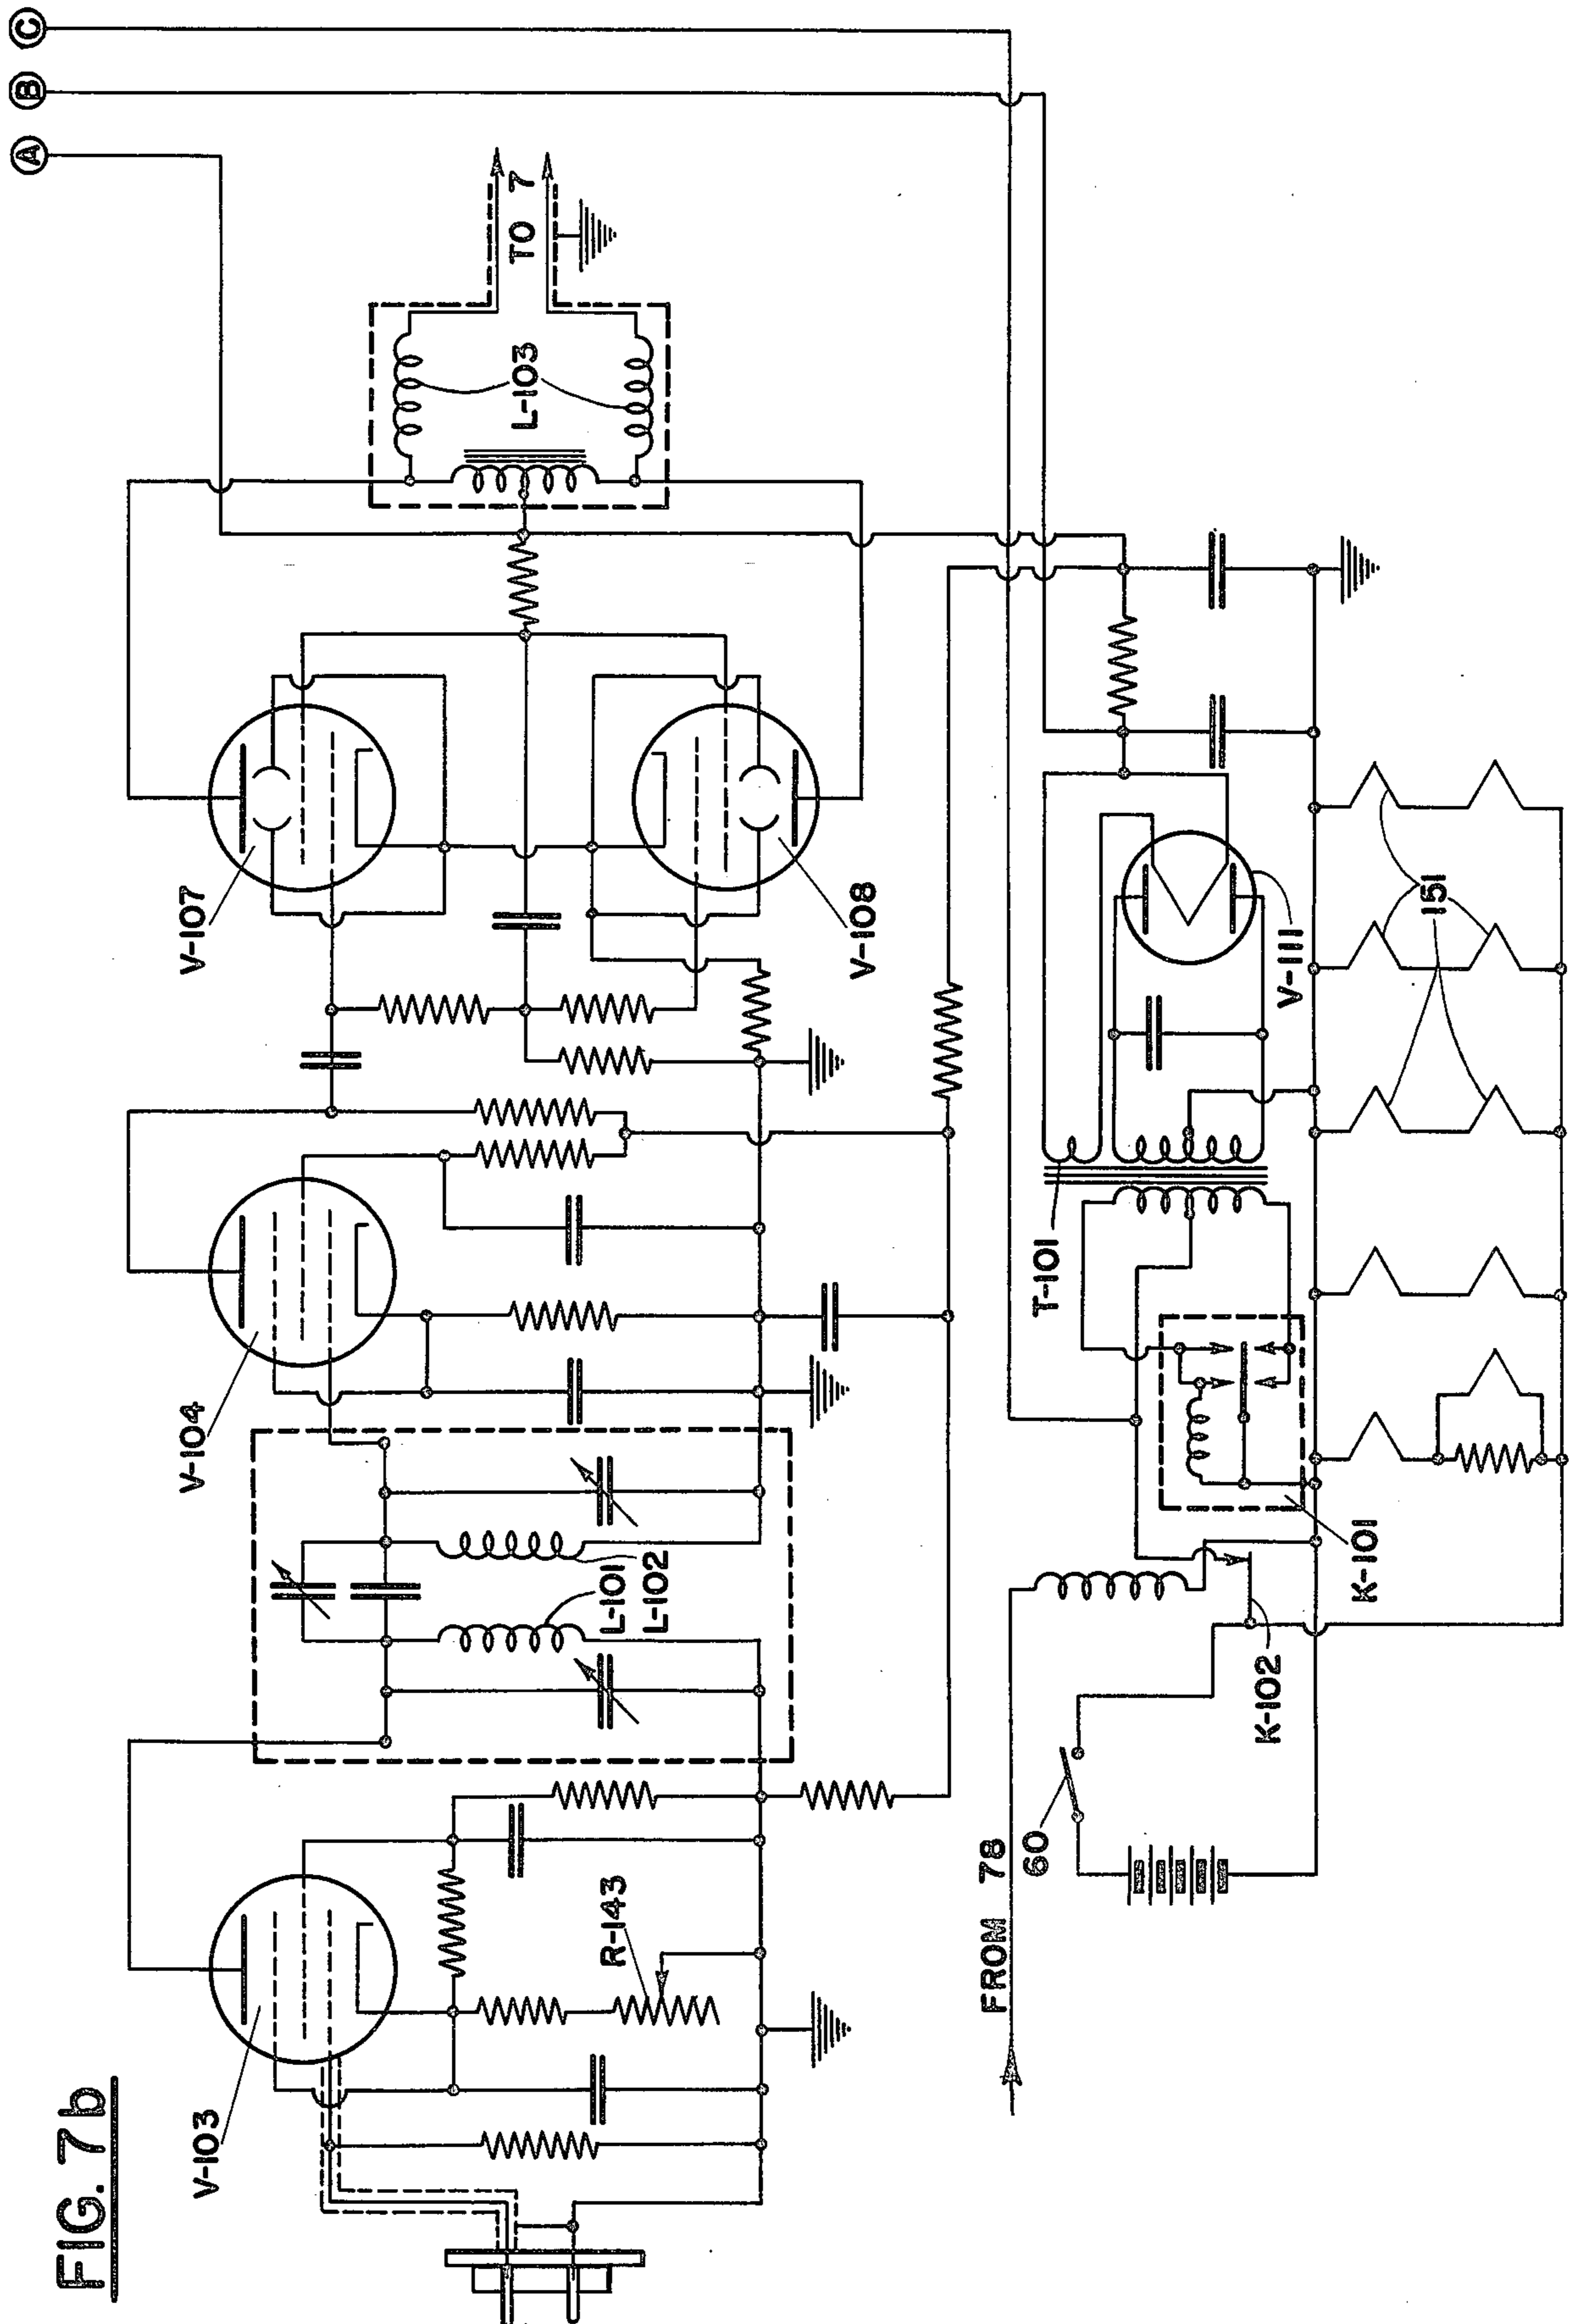 FIG. 7b
V-103
V-104
V-107
V-108
R-143
L-101
L-102
L-103
TO 7
A
B
C
FROM 78
60
K-102
K-101
T-101
V-111
151